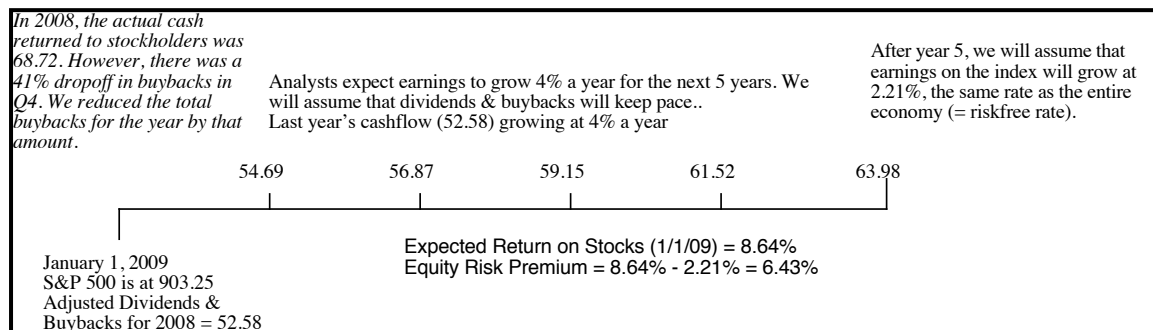 In 2008, the actual cash
returned to stockholders was
68.72. However, there was a
41% dropoff in buybacks in
Q4. We reduced the total
buybacks for the year by that
amount.
Analysts expect earnings to grow 4% a year for the next 5 years. We
will assume that dividends & buybacks will keep pace..
Last year's cashflow (52.58) growing at 4% a year
After year 5, we will assume that
earnings on the index will grow at
2.21%, the same rate as the entire
economy (= riskfree rate).
54.69 56.87 59.15 61.52 63.98
January 1, 2009
S&P 500 is at 903.25
Adjusted Dividends &
Buybacks for 2008 = 52.58
Expected Return on Stocks (1/1/09) = 8.64%
Equity Risk Premium = 8.64% - 2.21% = 6.43%